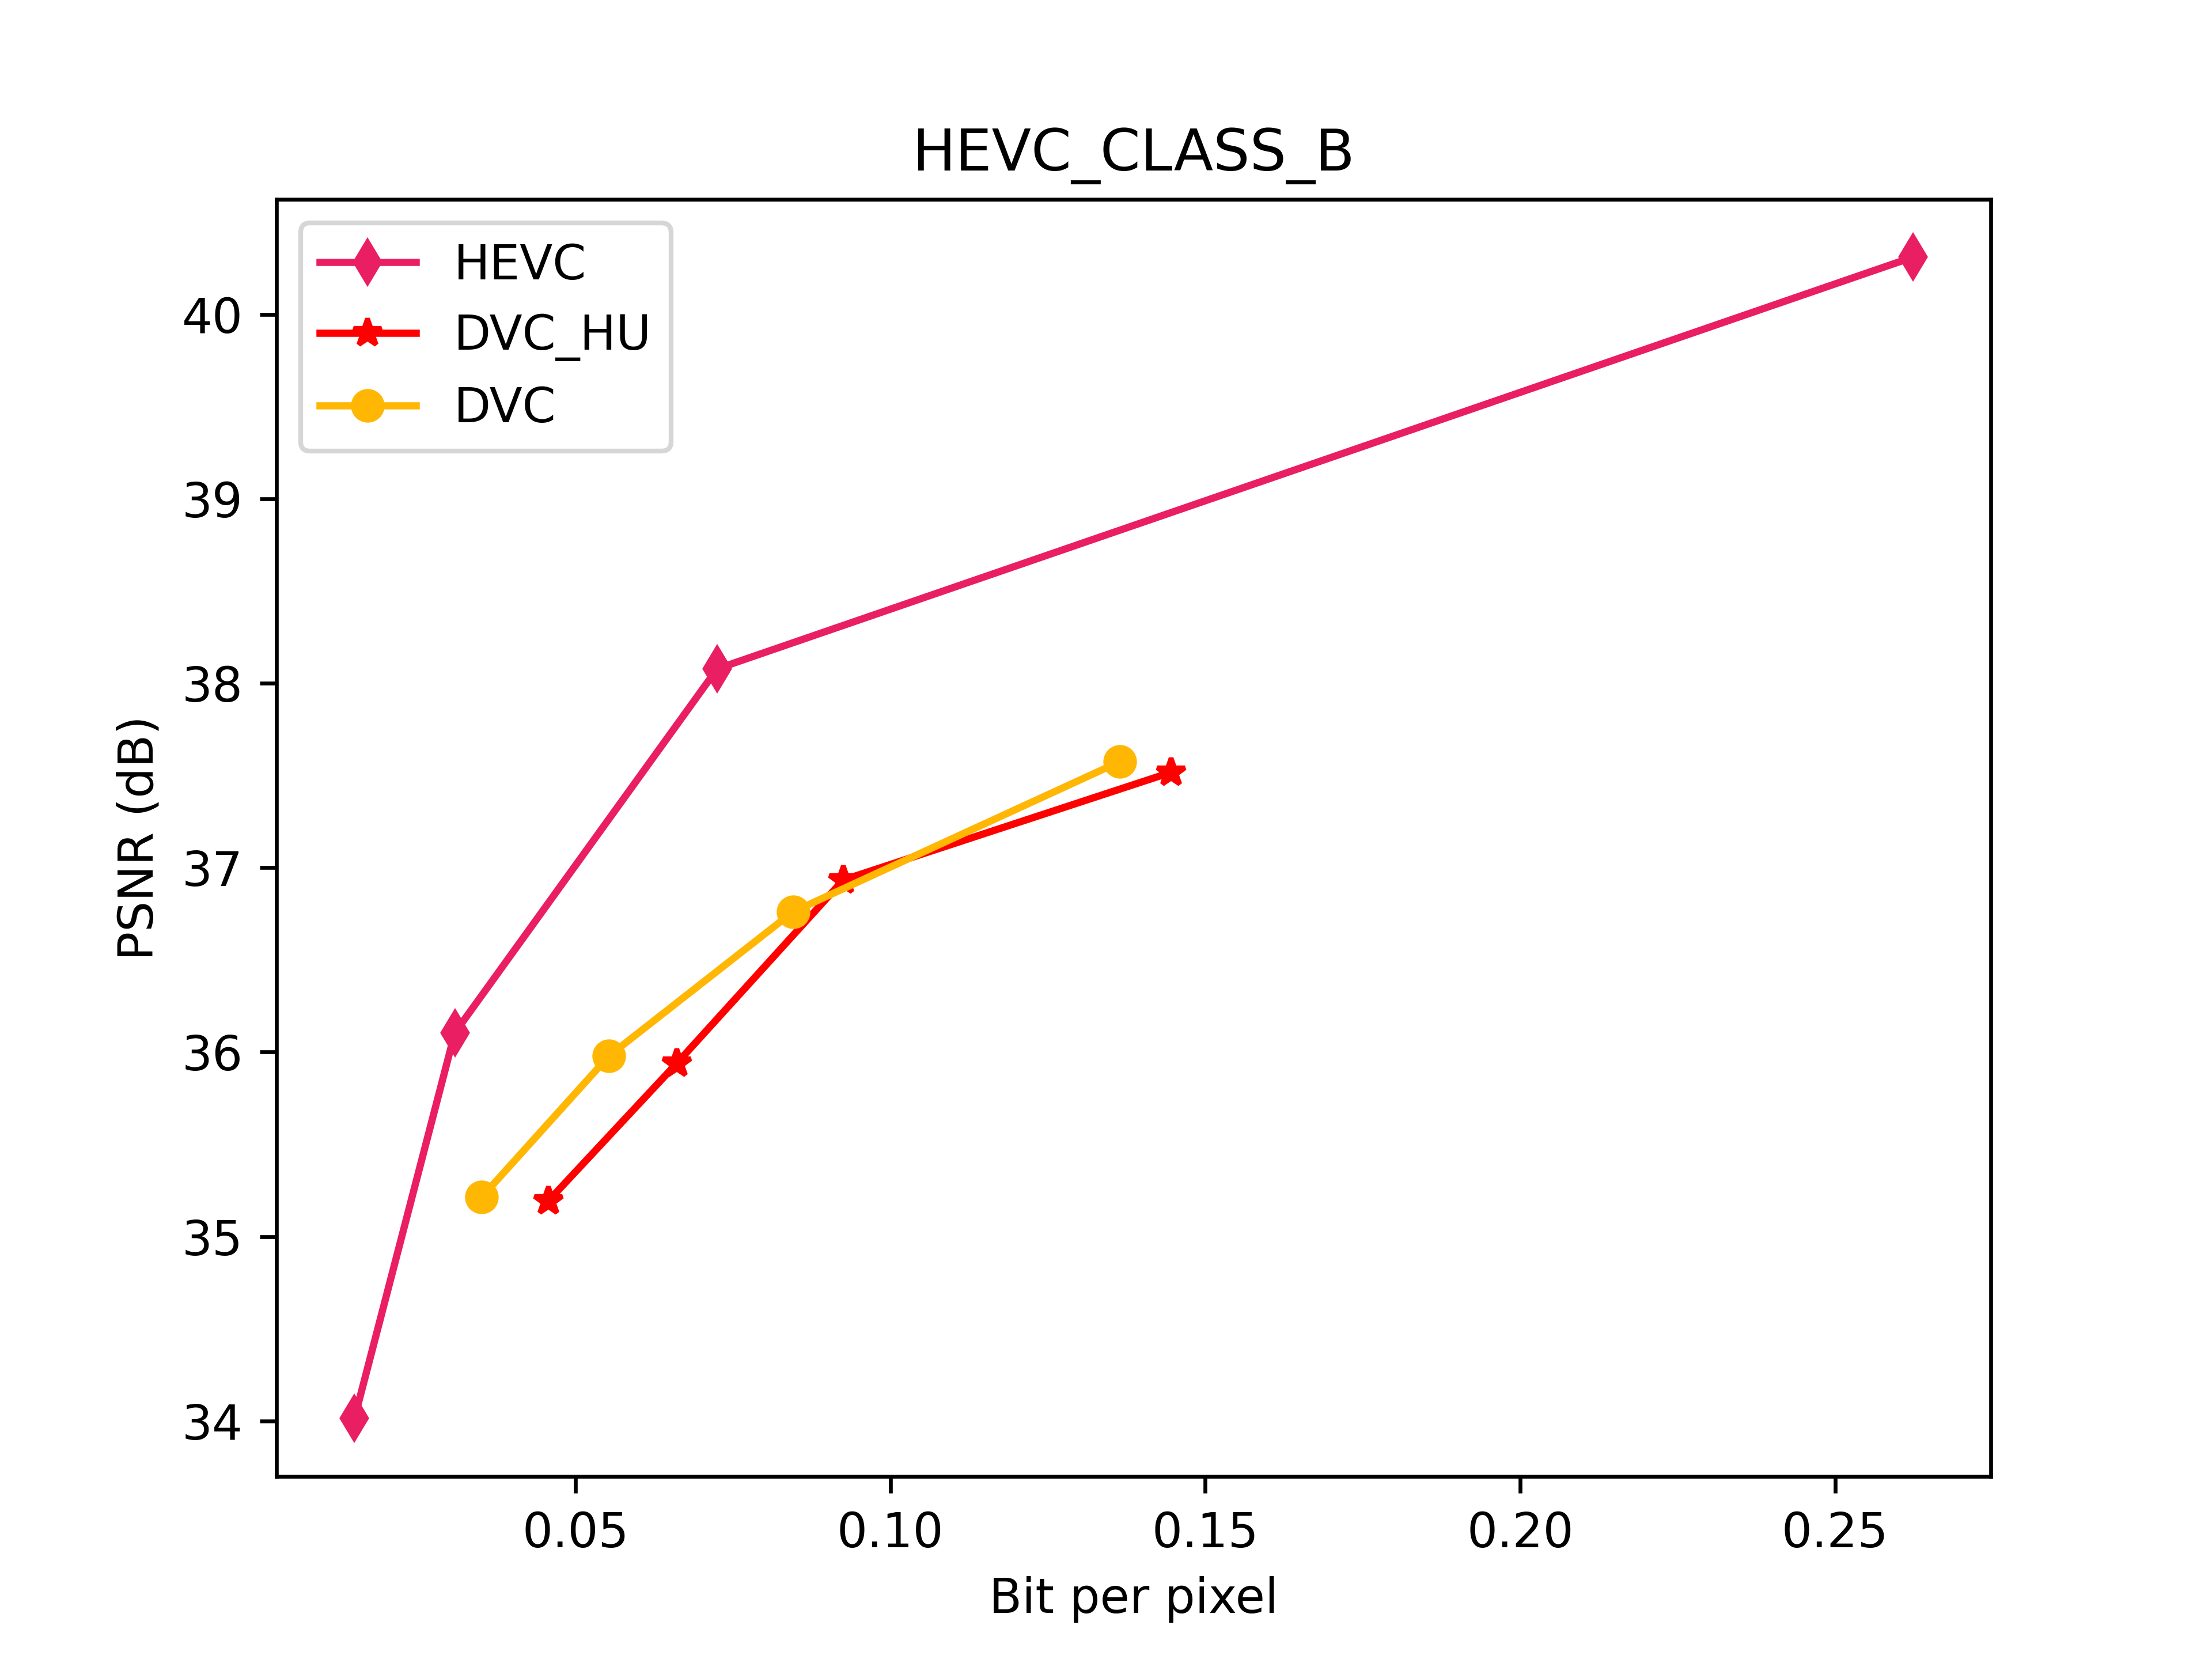 HEVC_CLASS_B
HEVC
DVC_HU
DVC
PSNR (dB)
40
39
38
37
36
35
34
0.05 0.10 0.15 0.20 0.25
Bit per pixel